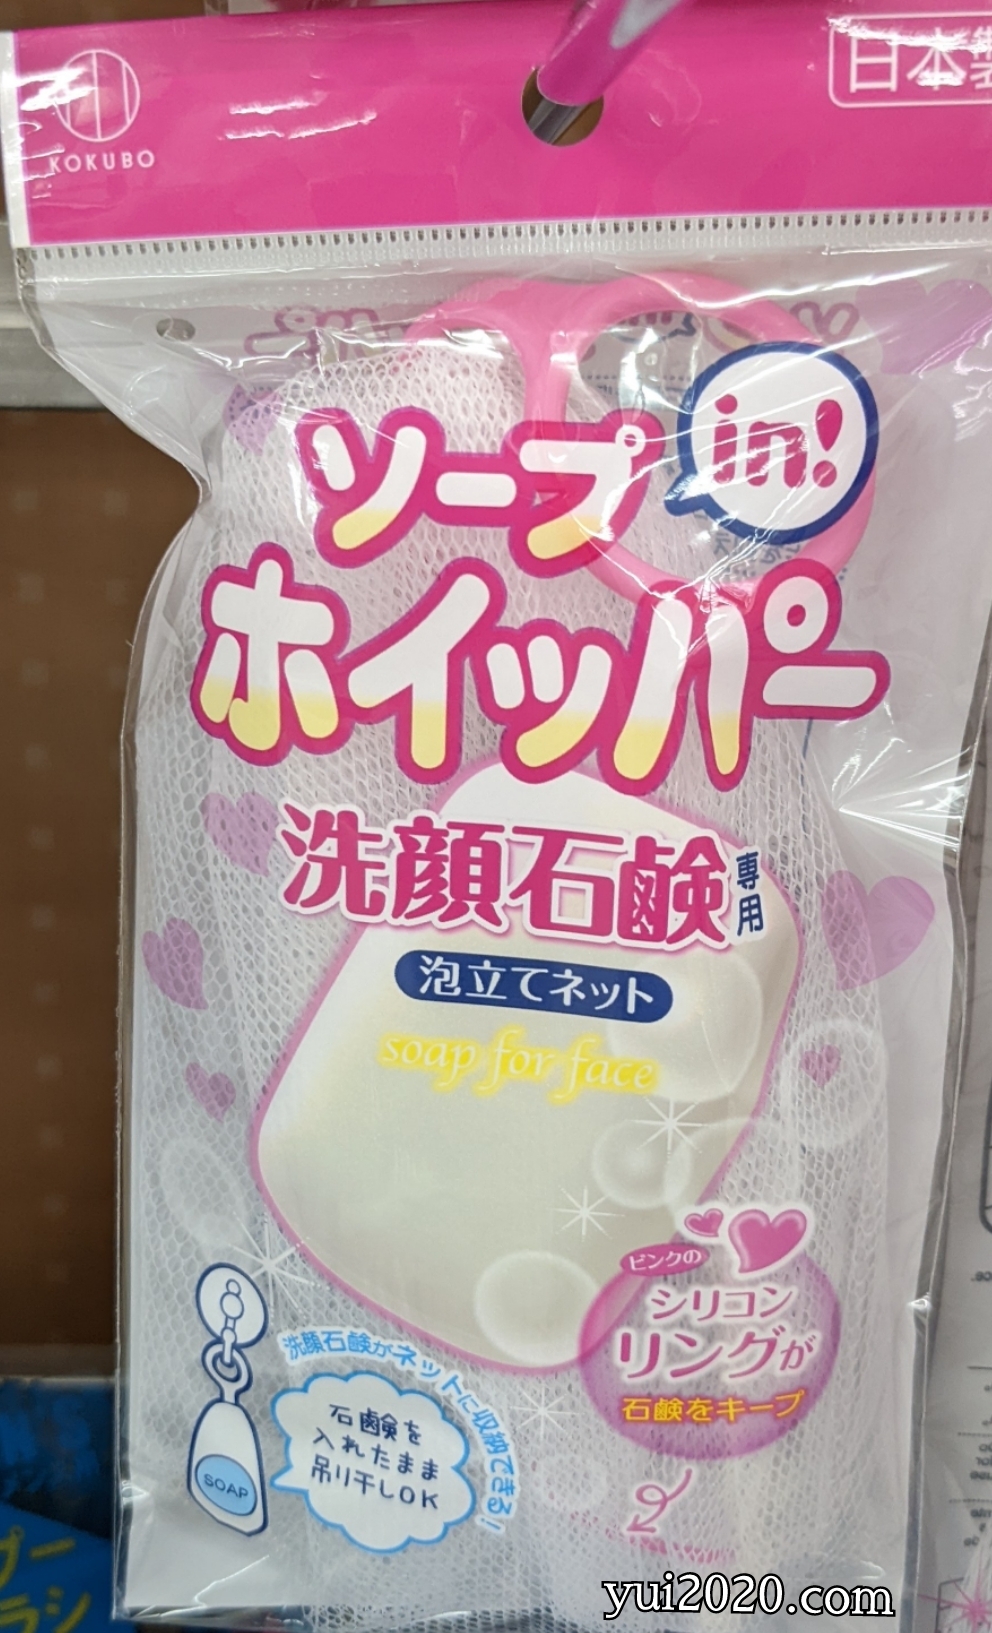 KOKUBO
日本製
ソープ
in!
ホイッパー
洗顔石鹸
専用
泡立てネット
soap for face
ピンクの
シリコン
リングが
石鹸をキープ
洗顔石鹸がネットに収納できる!
石鹸を
入れたまま
吊り干しOK
SOAP
yui2020.com